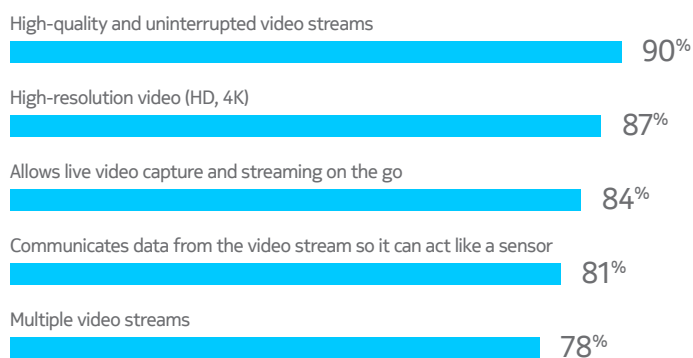 High-quality and uninterrupted video streams
90%
High-resolution video (HD, 4K)
87%
Allows live video capture and streaming on the go
84%
Communicates data from the video stream so it can act like a sensor
81%
Multiple video streams
78%